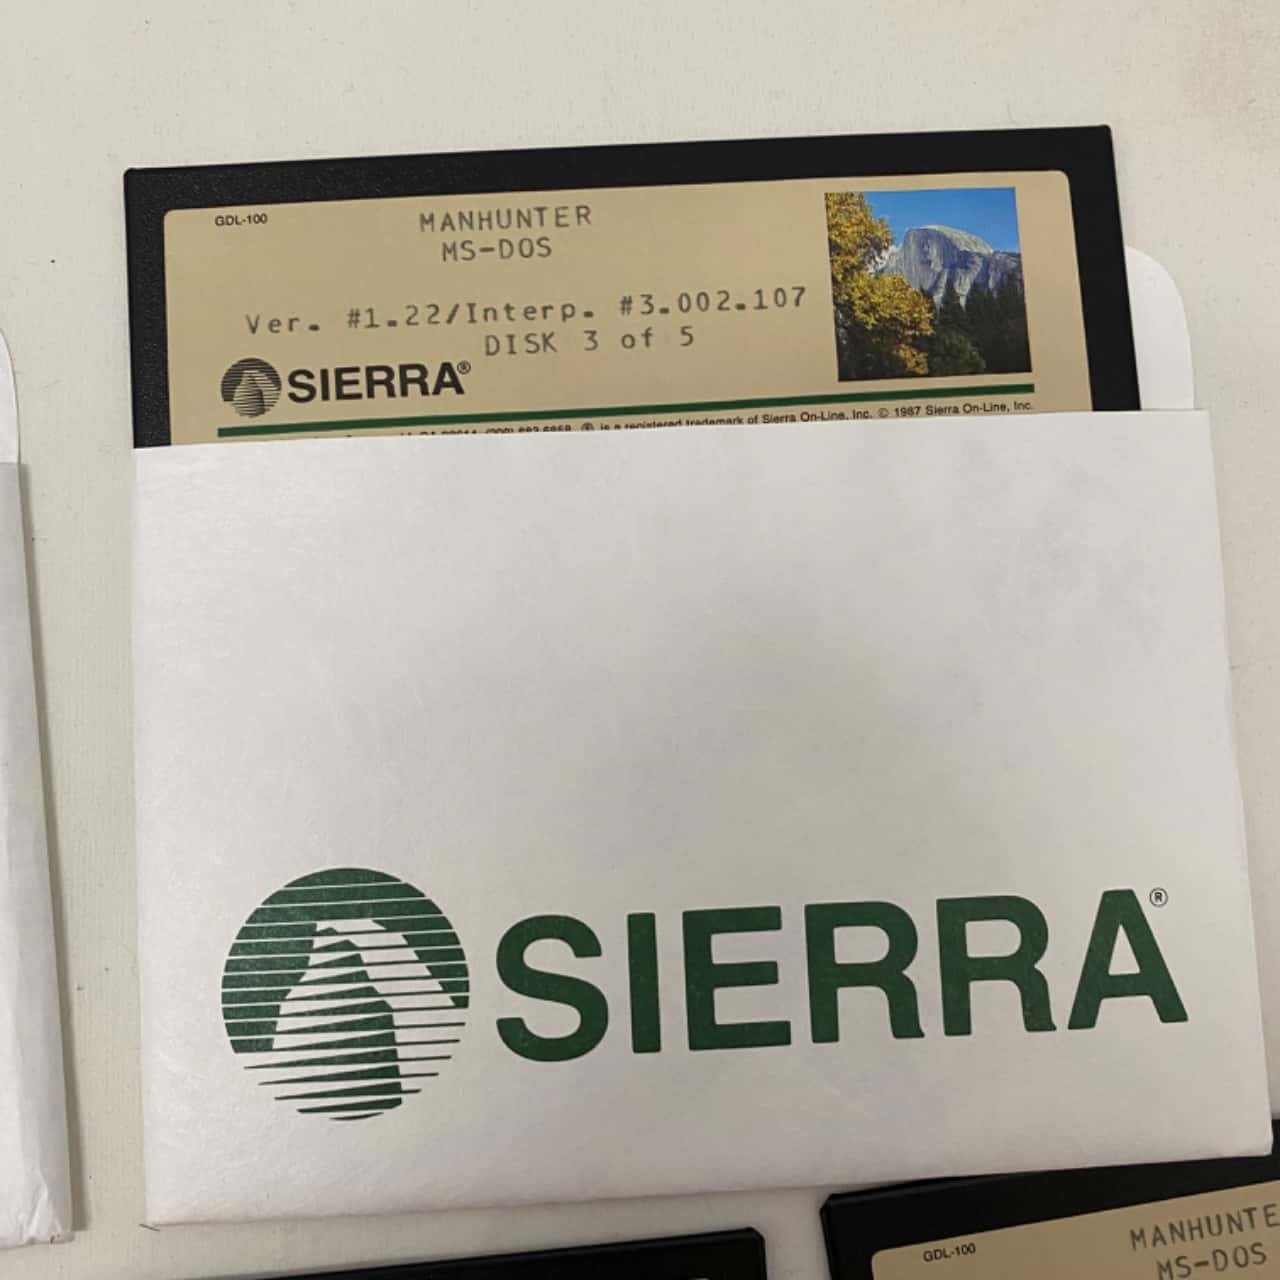 GDL-100
MANHUNTER
MS-DOS
Ver. #1.22/Interp. #3.002.107
DISK 3 of 5
SIERRA®
® is a registered trademark of Sierra On-Line, Inc. © 1987 Sierra On-Line, Inc.
SIERRA®
GDL-100
MANHUNTE
MS-DOS